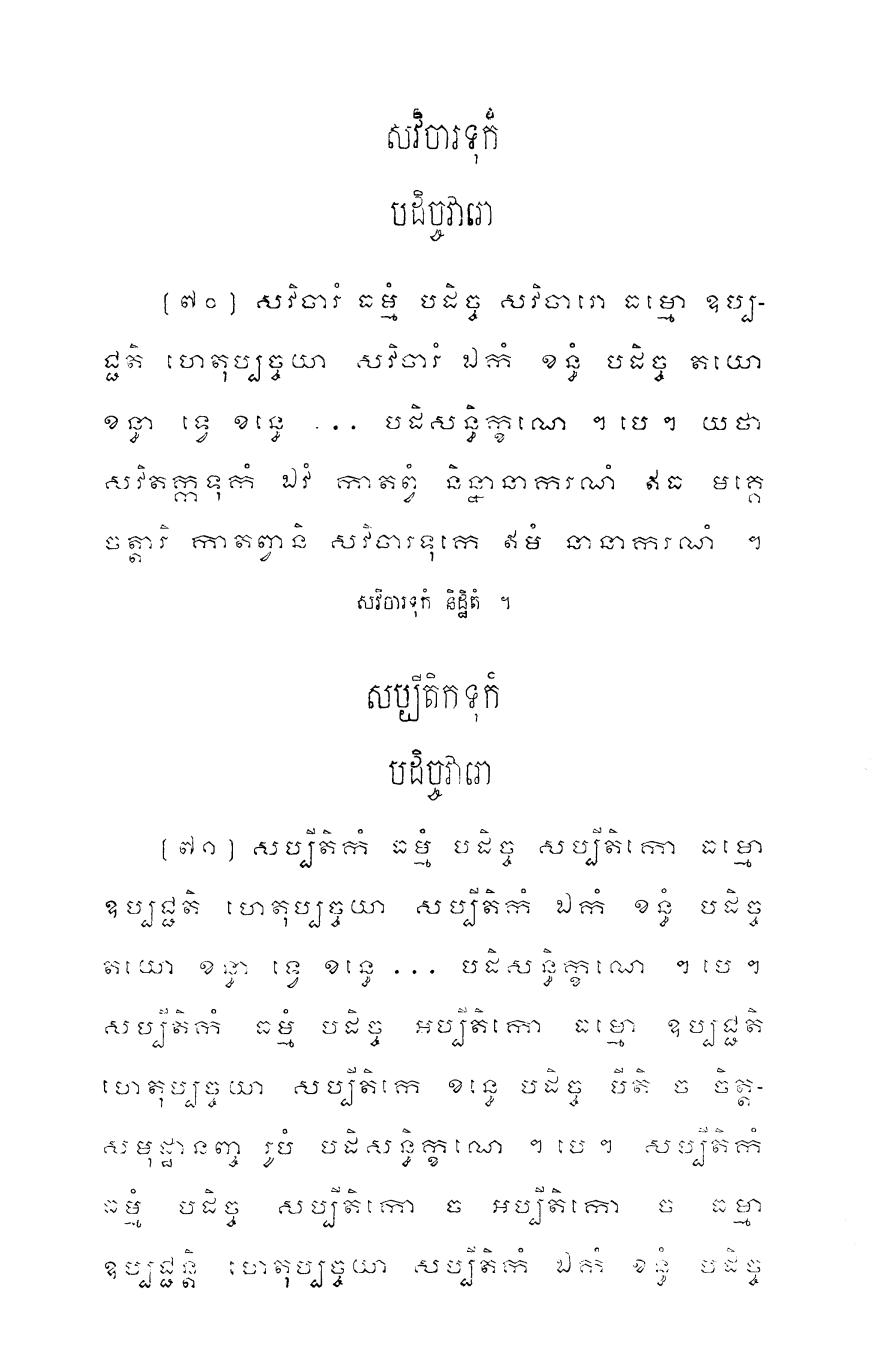 សវិចារទុកំ
បដិច្ចវារោ
[៧០] សវិចារំ ធម្មំ បដិច្ច សវិចារោ ធម្មោ ឧប្ប-
ជ្ជតិ ហេតុប្បច្ចយា សវិចារំ ឯកំ ខន្ធំ បដិច្ច តយោ
ខន្ធា ទ្វេ ខន្ធេ ... បដិសន្ធិក្ខណេ ។ បេ ។ យថា
សវិតក្កទុកំ ឯវំ កាតព្វំ និន្នានាករណំ ឥធ មគ្គេ
ចត្តារិ កាតព្វានិ សវិចារទុកេ ឥមំ នានាករណំ ។
សវិចារទុកំ និដ្ឋិតំ ។
សប្បីតិកទុកំ
បដិច្ចវារោ
[៧១] សប្បីតិកំ ធម្មំ បដិច្ច សប្បីតិកោ ធម្មោ
ឧប្បជ្ជតិ ហេតុប្បច្ចយា សប្បីតិកំ ឯកំ ខន្ធំ បដិច្ច
តយោ ខន្ធា ទ្វេ ខន្ធេ ... បដិសន្ធិក្ខណេ ។ បេ ។
សប្បីតិកំ ធម្មំ បដិច្ច អប្បីតិកោ ធម្មោ ឧប្បជ្ជតិ
ហេតុប្បច្ចយា សប្បីតិកេ ខន្ធេ បដិច្ច បីតិ ច ចិត្ត-
សមុដ្ឋានញ្ច រូបំ បដិសន្ធិក្ខណេ ។ បេ ។ សប្បីតិកំ
ធម្មំ បដិច្ច សប្បីតិកោ ច អប្បីតិកោ ច ធម្មា
ឧប្បជ្ជន្តិ ហេតុប្បច្ចយា សប្បីតិកំ ឯកំ ខន្ធំ បដិច្ច